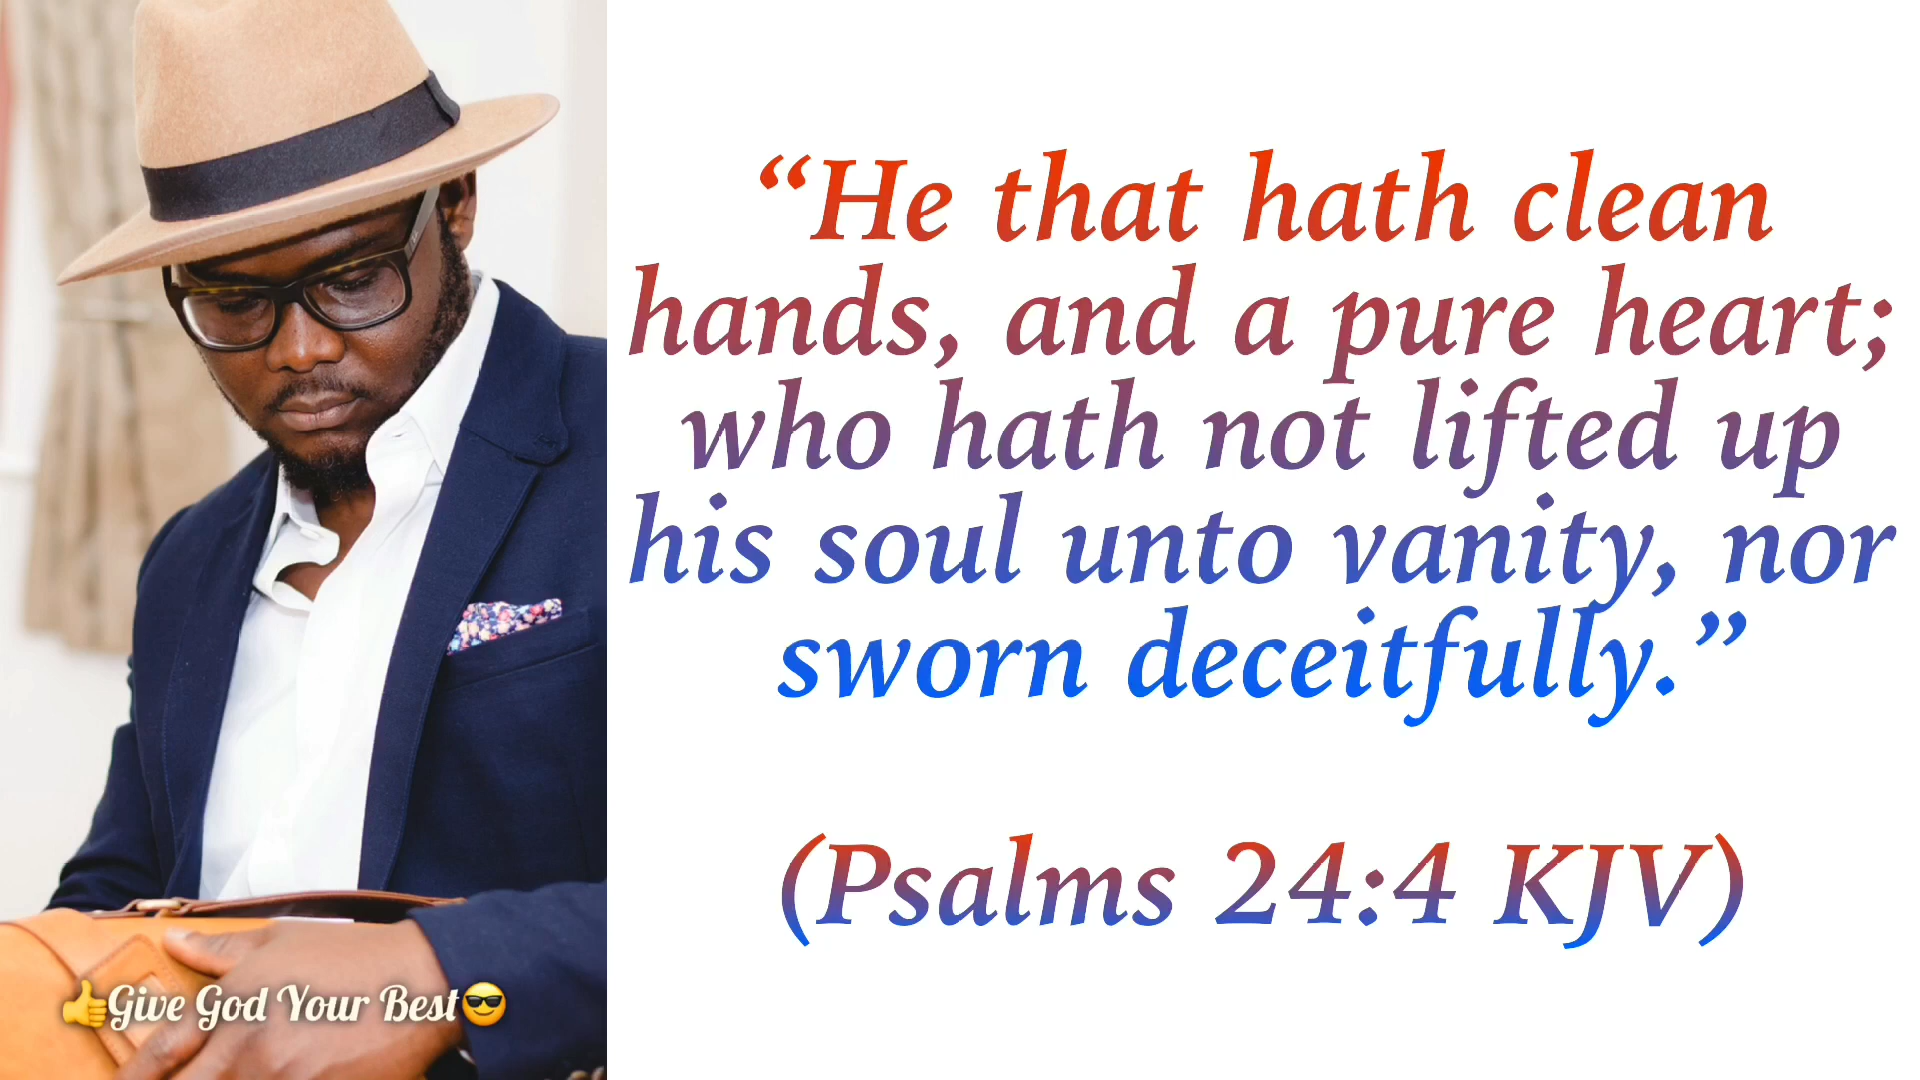 “He that hath clean
hands, and a pure heart;
who hath not lifted up
his soul unto vanity, nor
sworn deceitfully.”
(Psalms 24:4 KJV)
👍Give God Your Best😎